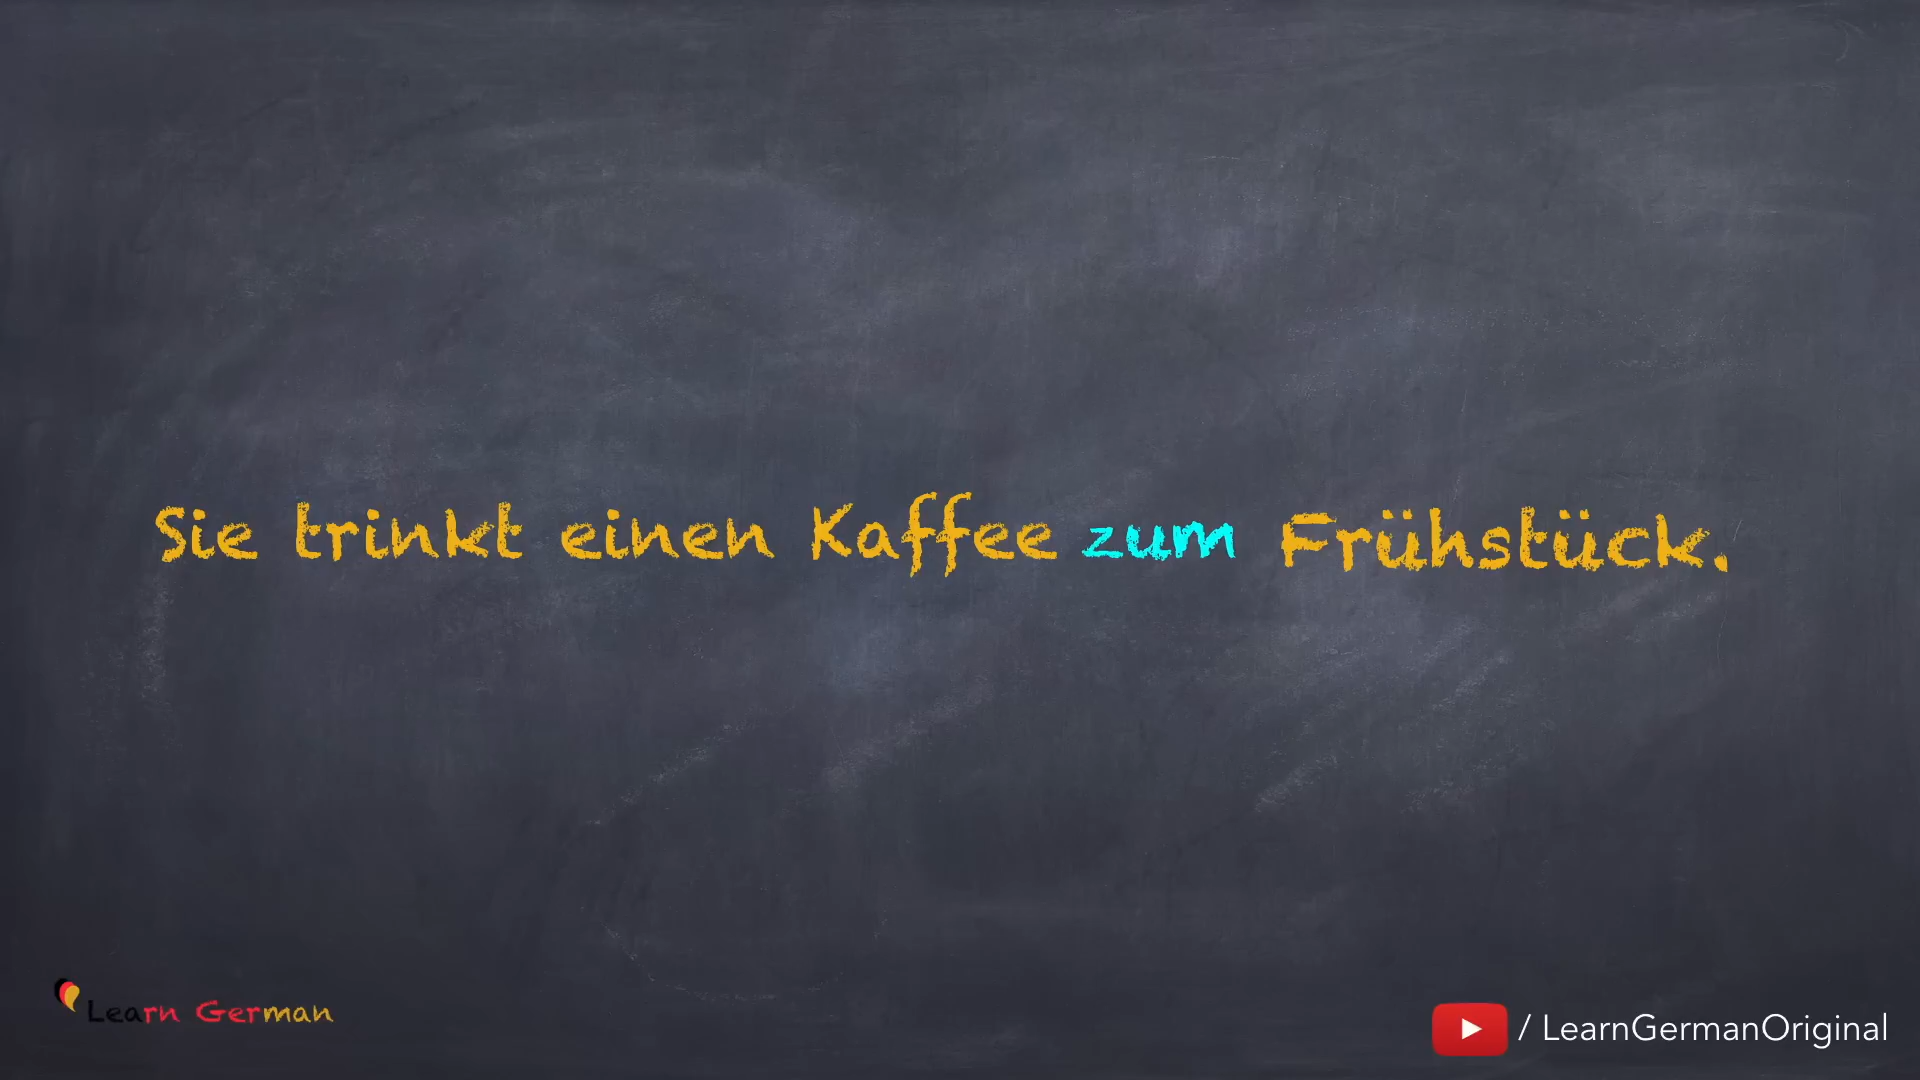 Sie trinkt einen Kaffee zum Frühstück.
Learn German
/ LearnGermanOriginal